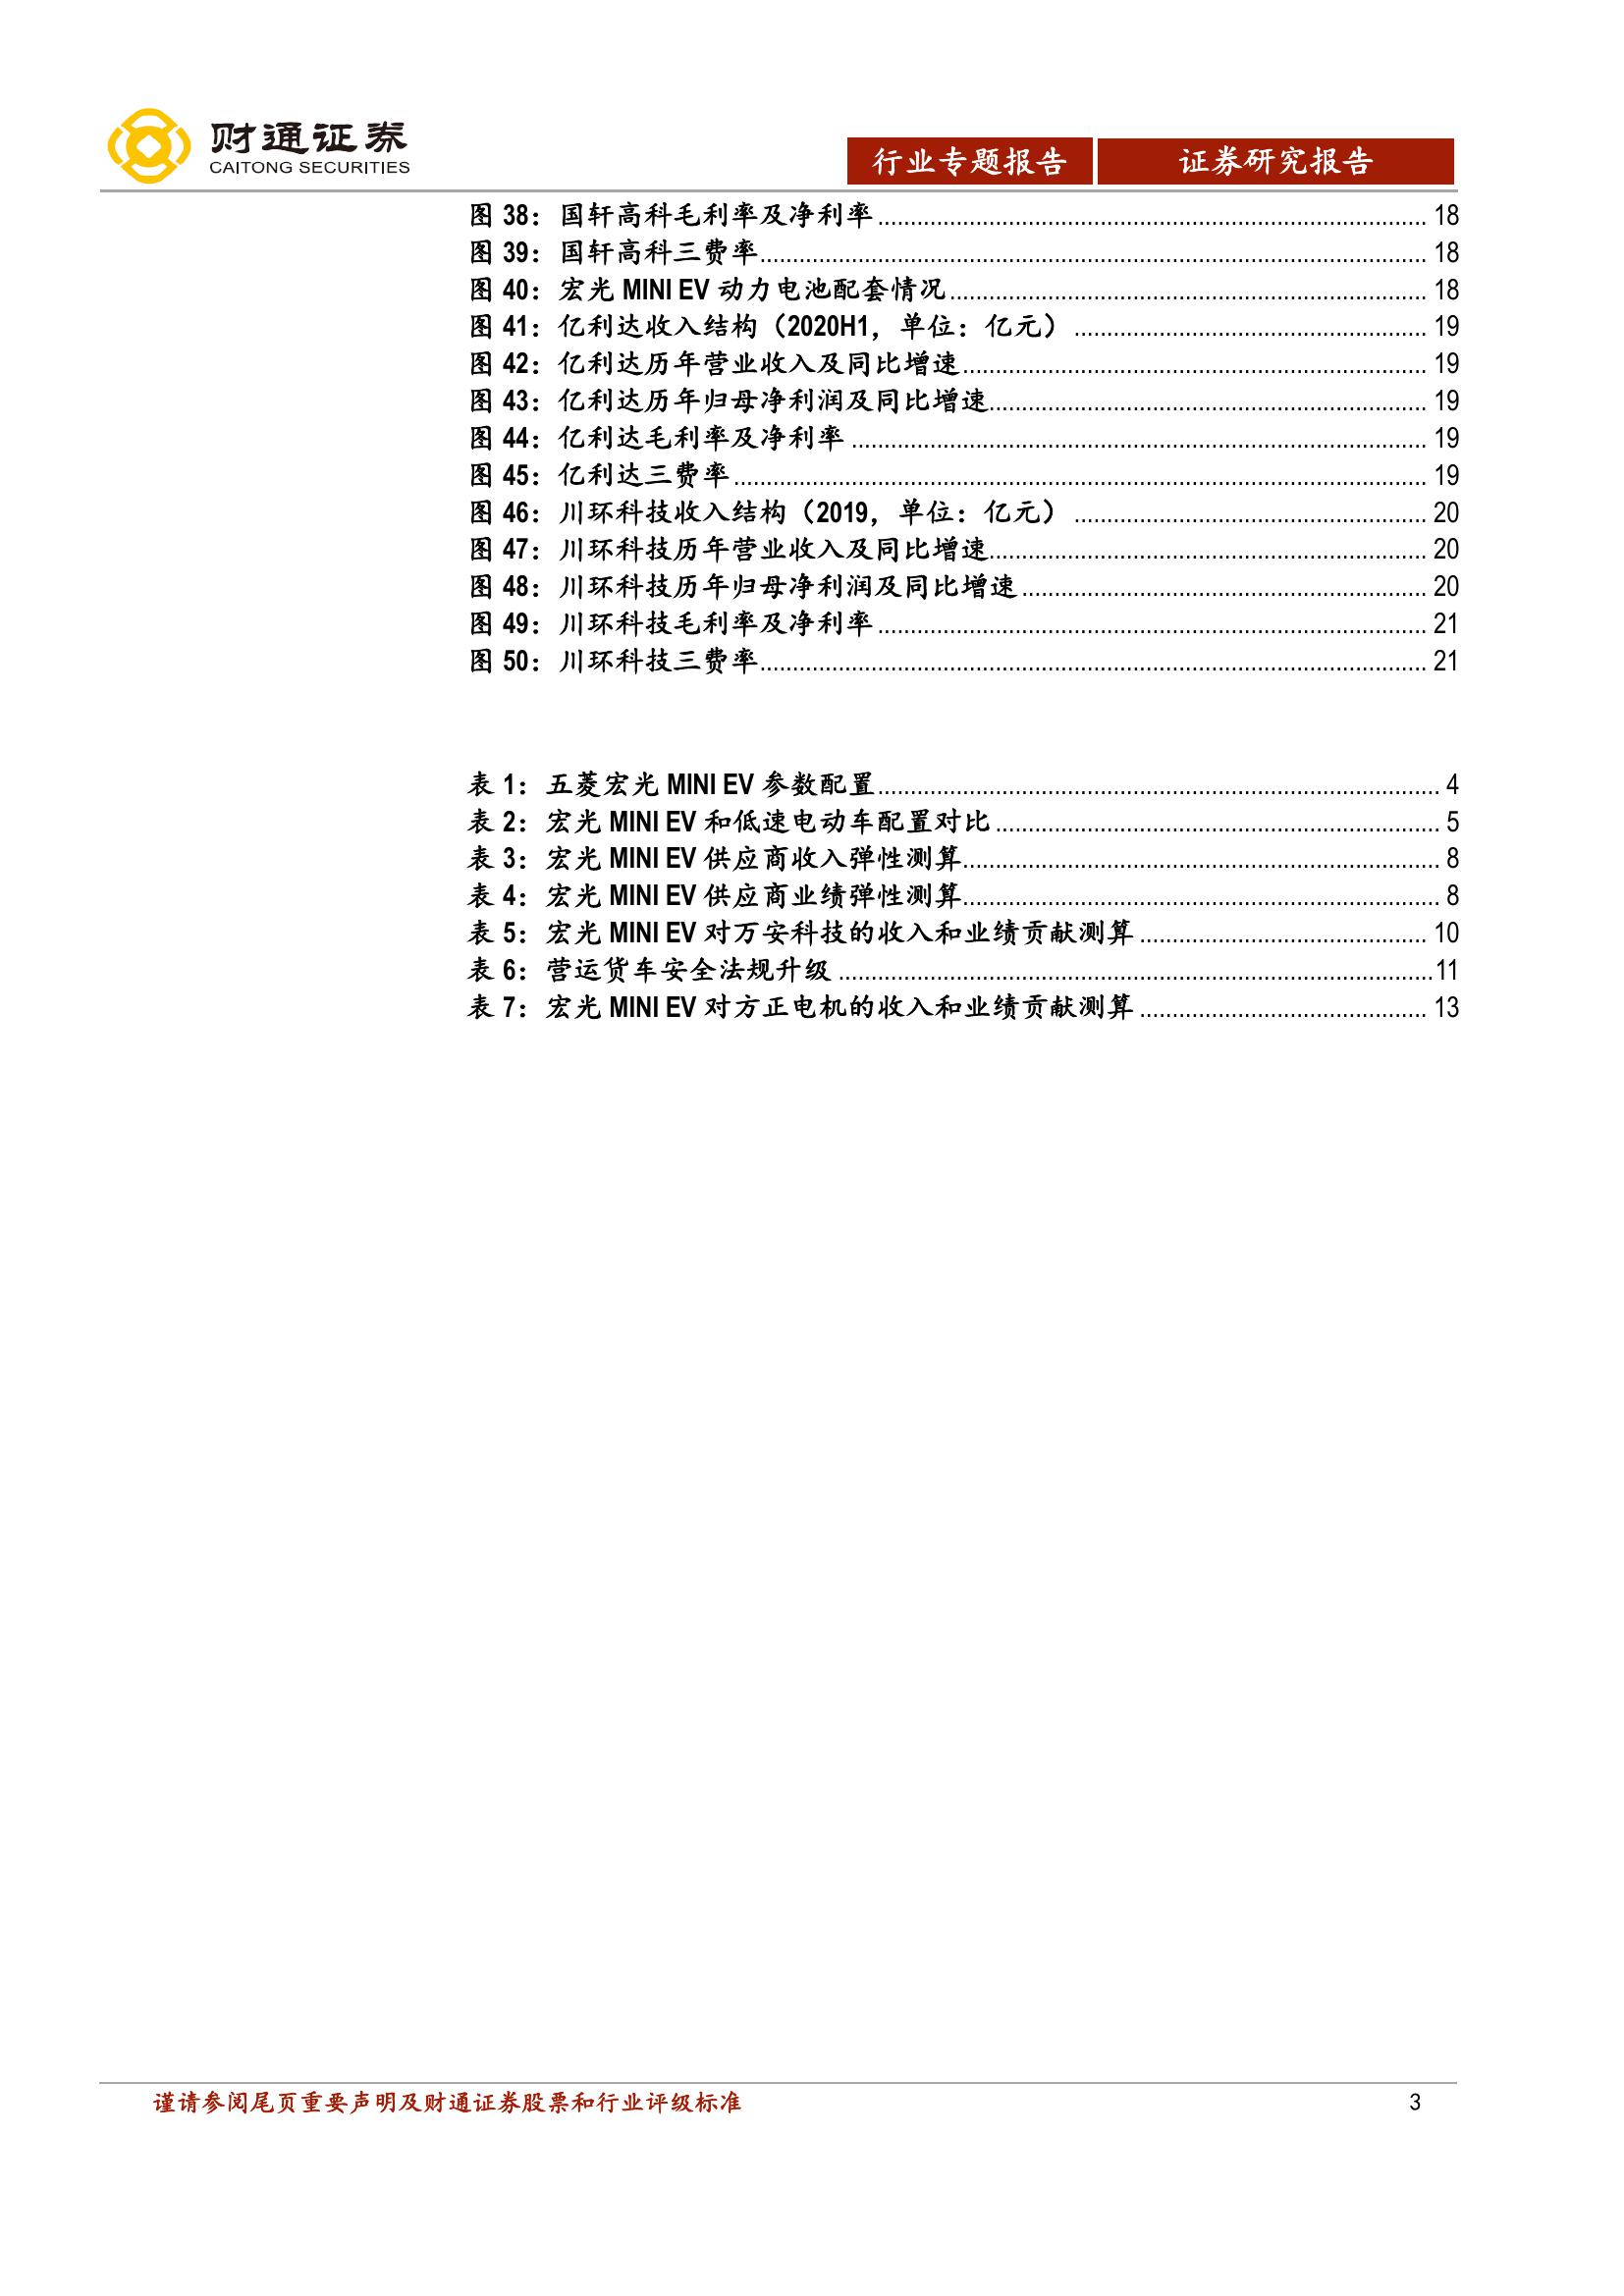 财通证券
CAITONG SECURITIES
行业专题报告 证券研究报告
图 38：国轩高科毛利率及净利率 ........ 18
图 39：国轩高科三费率 ........ 18
图 40：宏光 MINI EV 动力电池配套情况 ........ 18
图 41：亿利达收入结构（2020H1，单位：亿元） ........ 19
图 42：亿利达历年营业收入及同比增速 ........ 19
图 43：亿利达历年归母净利润及同比增速 ........ 19
图 44：亿利达毛利率及净利率 ........ 19
图 45：亿利达三费率 ........ 19
图 46：川环科技收入结构（2019，单位：亿元） ........ 20
图 47：川环科技历年营业收入及同比增速 ........ 20
图 48：川环科技历年归母净利润及同比增速 ........ 20
图 49：川环科技毛利率及净利率 ........ 21
图 50：川环科技三费率 ........ 21
表 1：五菱宏光 MINI EV 参数配置 ........ 4
表 2：宏光 MINI EV 和低速电动车配置对比 ........ 5
表 3：宏光 MINI EV 供应商收入弹性测算 ........ 8
表 4：宏光 MINI EV 供应商业绩弹性测算 ........ 8
表 5：宏光 MINI EV 对万安科技的收入和业绩贡献测算 ........ 10
表 6：营运货车安全法规升级 ........ 11
表 7：宏光 MINI EV 对方正电机的收入和业绩贡献测算 ........ 13
谨请参阅尾页重要声明及财通证券股票和行业评级标准 3